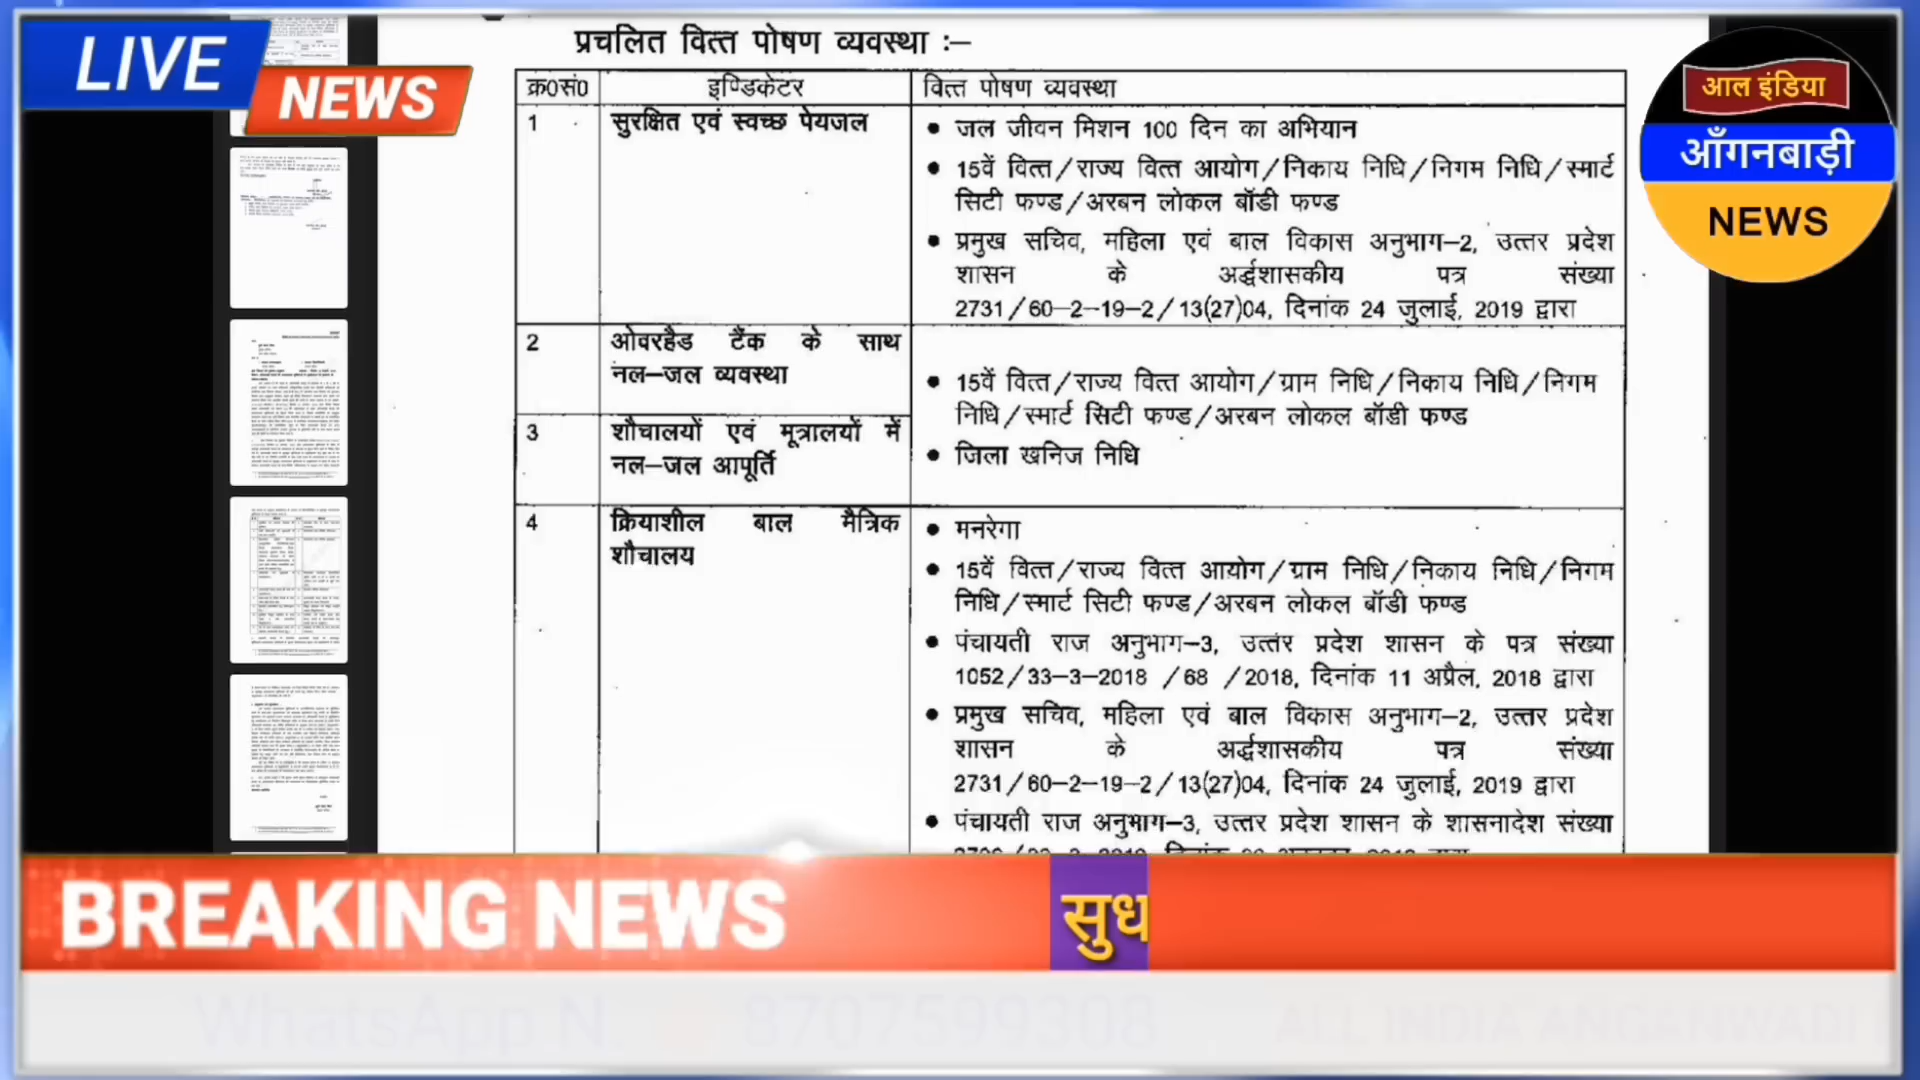 LIVE
NEWS
आल इंडिया
आँगनबाड़ी
NEWS
प्रचलित वित्त पोषण व्यवस्था :–
क्र0सं0 इण्डिकेटर वित्त पोषण व्यवस्था
1 सुरक्षित एवं स्वच्छ पेयजल
• जल जीवन मिशन 100 दिन का अभियान
• 15वें वित्त/राज्य वित्त आयोग/निकाय निधि/निगम निधि/स्मार्ट
सिटी फण्ड/अरबन लोकल बॉडी फण्ड
• प्रमुख सचिव, महिला एवं बाल विकास अनुभाग–2, उत्तर प्रदेश
शासन के अर्द्धशासकीय पत्र संख्या
2731/60–2–19–2/13(27)04, दिनांक 24 जुलाई, 2019 द्वारा
2 ओवरहैड टैंक के साथ
नल–जल व्यवस्था
3 शौचालयों एवं मूत्रालयों में
नल–जल आपूर्ति
• 15वें वित्त/राज्य वित्त आयोग/ग्राम निधि/निकाय निधि/निगम
निधि/स्मार्ट सिटी फण्ड/अरबन लोकल बॉडी फण्ड
• जिला खनिज निधि
4 क्रियाशील बाल मैत्रिक
शौचालय
• मनरेगा
• 15वें वित्त/राज्य वित्त आयोग/ग्राम निधि/निकाय निधि/निगम
निधि/स्मार्ट सिटी फण्ड/अरबन लोकल बॉडी फण्ड
• पंचायती राज अनुभाग–3, उत्तर प्रदेश शासन के पत्र संख्या
1052/33–3–2018 /68 /2018, दिनांक 11 अप्रैल, 2018 द्वारा
• प्रमुख सचिव, महिला एवं बाल विकास अनुभाग–2, उत्तर प्रदेश
शासन के अर्द्धशासकीय पत्र संख्या
2731/60–2–19–2/13(27)04, दिनांक 24 जुलाई, 2019 द्वारा
• पंचायती राज अनुभाग–3, उत्तर प्रदेश शासन के शासनादेश संख्या
BREAKING NEWS
सुध
WhatsApp N 8707599308 ALL INDIA ANGANWADI